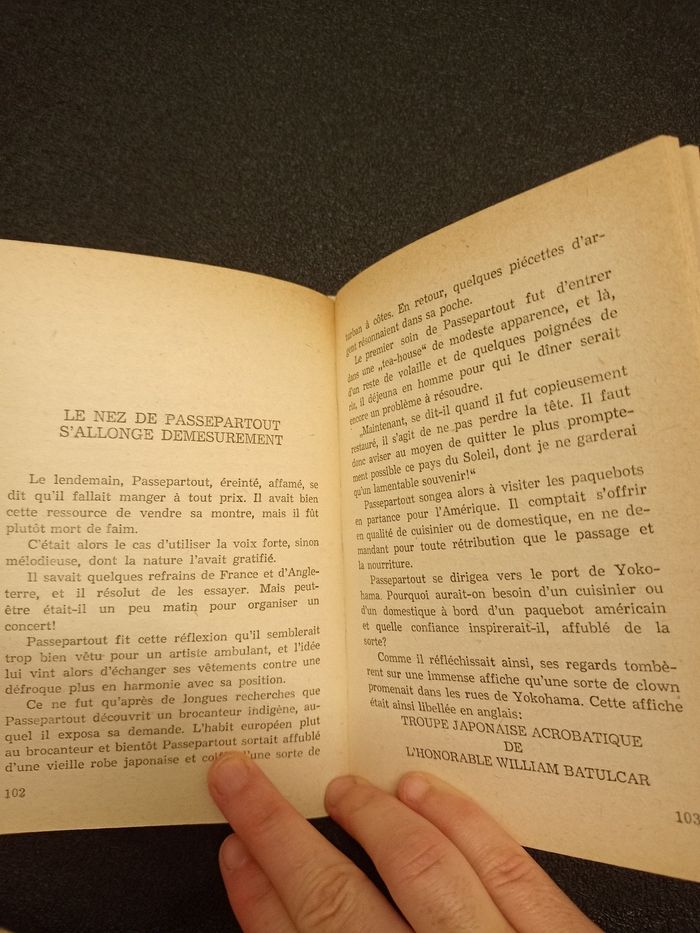 LE NEZ DE PASSEPARTOUT
S'ALLONGE DEMESUREMENT
Le lendemain, Passepartout, éreinté, affamé, se
dit qu'il fallait manger à tout prix. Il avait bien
cette ressource de vendre sa montre, mais il fût
plutôt mort de faim.
C'était alors le cas d'utiliser la voix forte, sinon
mélodieuse, dont la nature l'avait gratifié.
Il savait quelques refrains de France et d'Angle-
terre, et il résolut de les essayer. Mais peut-
être était-il un peu matin pour organiser un
concert!
Passepartout fit cette réflexion qu'il semblerait
trop bien vêtu pour un artiste ambulant, et l'idée
lui vint alors d'échanger ses vêtements contre une
défroque plus en harmonie avec sa position.
Ce ne fut qu'après de longues recherches que
Passepartout découvrit un brocanteur indigène, au-
quel il exposa sa demande. L'habit européen plut
au brocanteur et bientôt Passepartout sortait affublé
d'une vieille robe japonaise et d'une sorte de
102
turban à côtes. En retour, quelques piécettes d'ar-
gent résonnaient dans sa poche.
Le premier soin de Passepartout fut d'entrer
dans une „tea-house“ de modeste apparence, et là,
d'un reste de volaille et de quelques poignées de
riz, il déjeuna en homme pour qui le dîner serait
encore un problème à résoudre.
„Maintenant, se dit-il quand il fut copieusement
restauré, il s'agit de ne pas perdre la tête. Il faut
donc aviser au moyen de quitter le plus prompte-
ment possible ce pays du Soleil, dont je ne garderai
qu'un lamentable souvenir!“
Passepartout songea alors à visiter les paquebots
en partance pour l'Amérique. Il comptait s'offrir
en qualité de cuisinier ou de domestique, en ne de-
mandant pour toute rétribution que le passage et
la nourriture.
Passepartout se dirigea vers le port de Yoko-
hama. Pourquoi aurait-on besoin d'un cuisinier ou
d'un domestique à bord d'un paquebot américain
et quelle confiance inspirerait-il, affublé de la
sorte?
Comme il réfléchissait ainsi, ses regards tombè-
rent sur une immense affiche qu'une sorte de clown
promenait dans les rues de Yokohama. Cette affiche
était ainsi libellée en anglais:
TROUPE JAPONAISE ACROBATIQUE
DE
L'HONORABLE WILLIAM BATULCAR
103